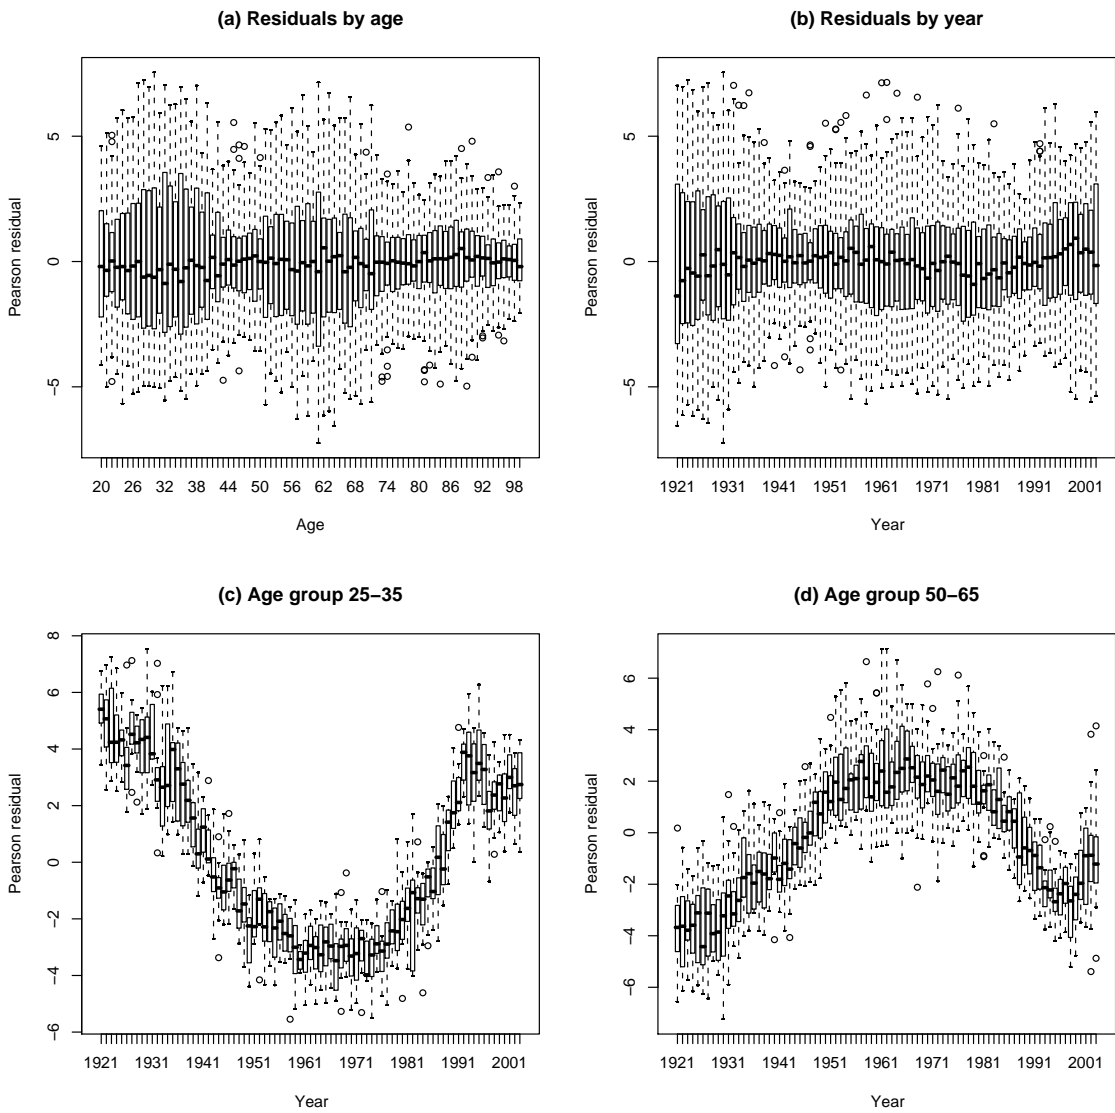 (a) Residuals by age
Pearson residual
5
0
−5
20 26 32 38 44 50 56 62 68 74 80 86 92 98
Age
(b) Residuals by year
Pearson residual
5
0
−5
1921 1931 1941 1951 1961 1971 1981 1991 2001
Year
(c) Age group 25−35
Pearson residual
8
6
4
2
0
−2
−4
−6
1921 1931 1941 1951 1961 1971 1981 1991 2001
Year
(d) Age group 50−65
Pearson residual
6
4
2
0
−2
−4
−6
1921 1931 1941 1951 1961 1971 1981 1991 2001
Year